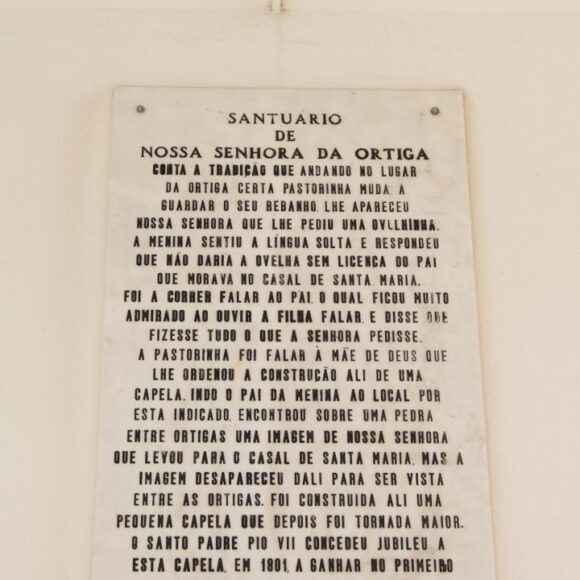 SANTUÁRIO
DE
NOSSA SENHORA DA ORTIGA
CONTA A TRADIÇÃO QUE ANDANDO NO LUGAR
DA ORTIGA CERTA PASTORINHA MUDA A
GUARDAR O SEU REBANHO, LHE APARECEU
NOSSA SENHORA QUE LHE PEDIU UMA OVELHINHA.
A MENINA SENTIU A LÍNGUA SOLTA E RESPONDEU
QUE NÃO DARIA A OVELHA SEM LICENÇA DO PAI
QUE MORAVA NO CASAL DE SANTA MARIA.
FOI A CORRER FALAR AO PAI, O QUAL FICOU MUITO
ADMIRADO AO OUVIR A FILHA FALAR, E DISSE QUE
FIZESSE TUDO O QUE A SENHORA PEDISSE.
A PASTORINHA FOI FALAR À MÃE DE DEUS QUE
LHE ORDENOU A CONSTRUÇÃO ALI DE UMA
CAPELA. INDO O PAI DA MENINA AO LOCAL POR
ESTA INDICADO, ENCONTROU SOBRE UMA PEDRA
ENTRE ORTIGAS UMA IMAGEM DE NOSSA SENHORA
QUE LEVOU PARA O CASAL DE SANTA MARIA, MAS A
IMAGEM DESAPARECEU DALI PARA SER VISTA
ENTRE AS ORTIGAS. FOI CONSTRUIDA ALI UMA
PEQUENA CAPELA QUE DEPOIS FOI TORNADA MAIOR.
O SANTO PADRE PIO VII CONCEDEU JUBILEU A
ESTA CAPELA, EM 1801, A GANHAR NO PRIMEIRO